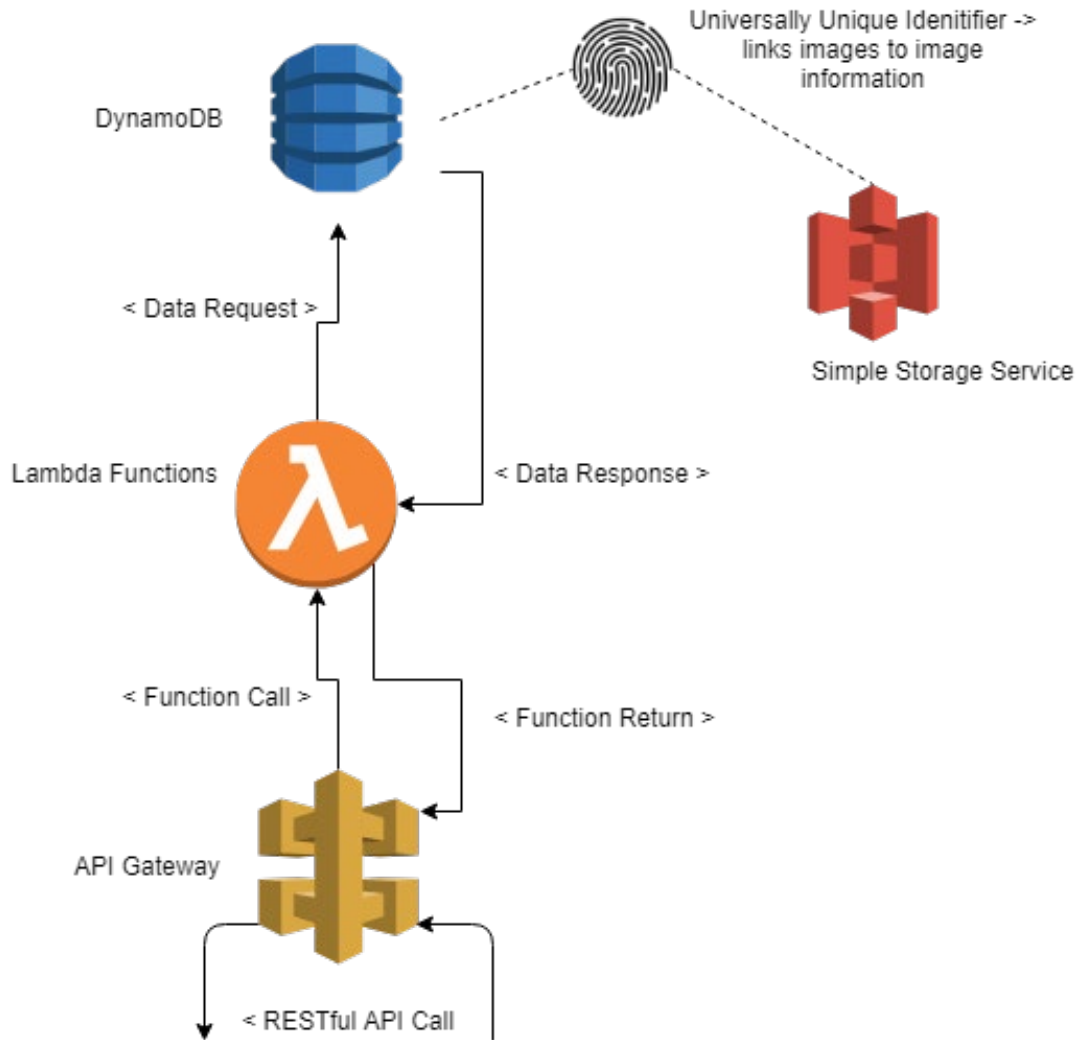 Universally Unique Idenitifier ->
links images to image
information
DynamoDB
< Data Request >
Simple Storage Service
Lambda Functions
< Data Response >
< Function Call >
< Function Return >
API Gateway
< RESTful API Call